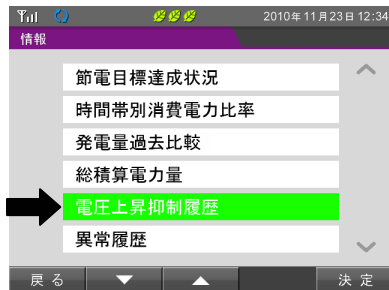 2010年11月23日 12:34
情報
節電目標達成状況
時間帯別消費電力比率
発電量過去比較
総積算電力量
電圧上昇抑制履歴
異常履歴
戻る ▼ ▲ 決定